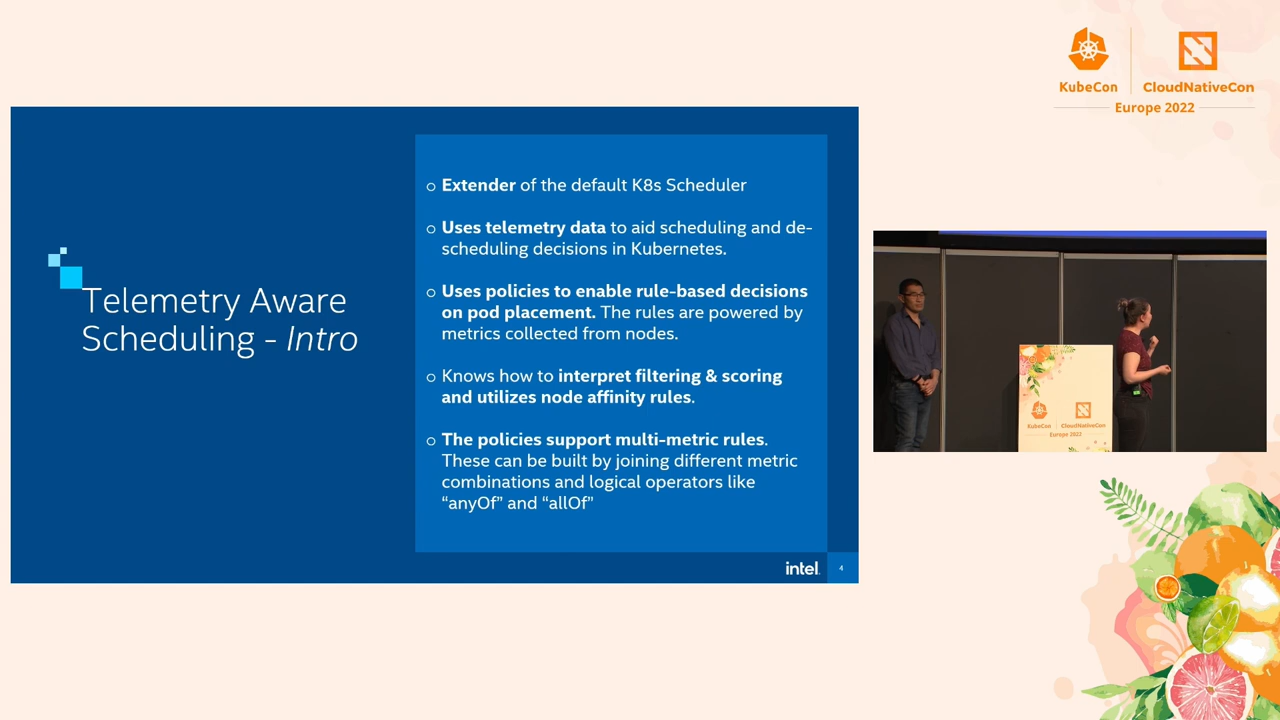 KubeCon
CloudNativeCon
Europe 2022
Telemetry Aware
Scheduling - Intro
o Extender of the default K8s Scheduler
o Uses telemetry data to aid scheduling and de-
scheduling decisions in Kubernetes.
o Uses policies to enable rule-based decisions
on pod placement. The rules are powered by
metrics collected from nodes.
o Knows how to interpret filtering & scoring
and utilizes node affinity rules.
o The policies support multi-metric rules.
These can be built by joining different metric
combinations and logical operators like
“anyOf” and “allOf”
intel.
4
KubeCon
CloudNativeCon
Europe 2022